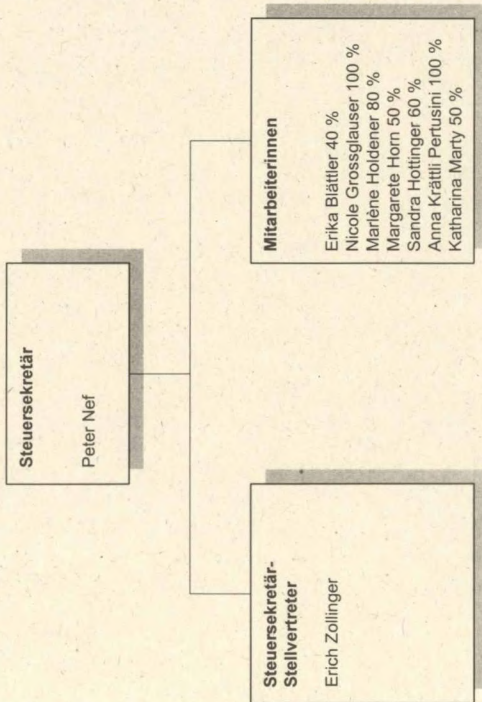 Steuersekretär
Peter Nef
Steuersekretär-
Stellvertreter
Erich Zollinger
Mitarbeiterinnen
Erika Blättler 40 %
Nicole Grossglauser 100 %
Marlène Holdener 80 %
Margarete Horn 50 %
Sandra Hottinger 60 %
Anna Krättli Pertusini 100 %
Katharina Marty 50 %